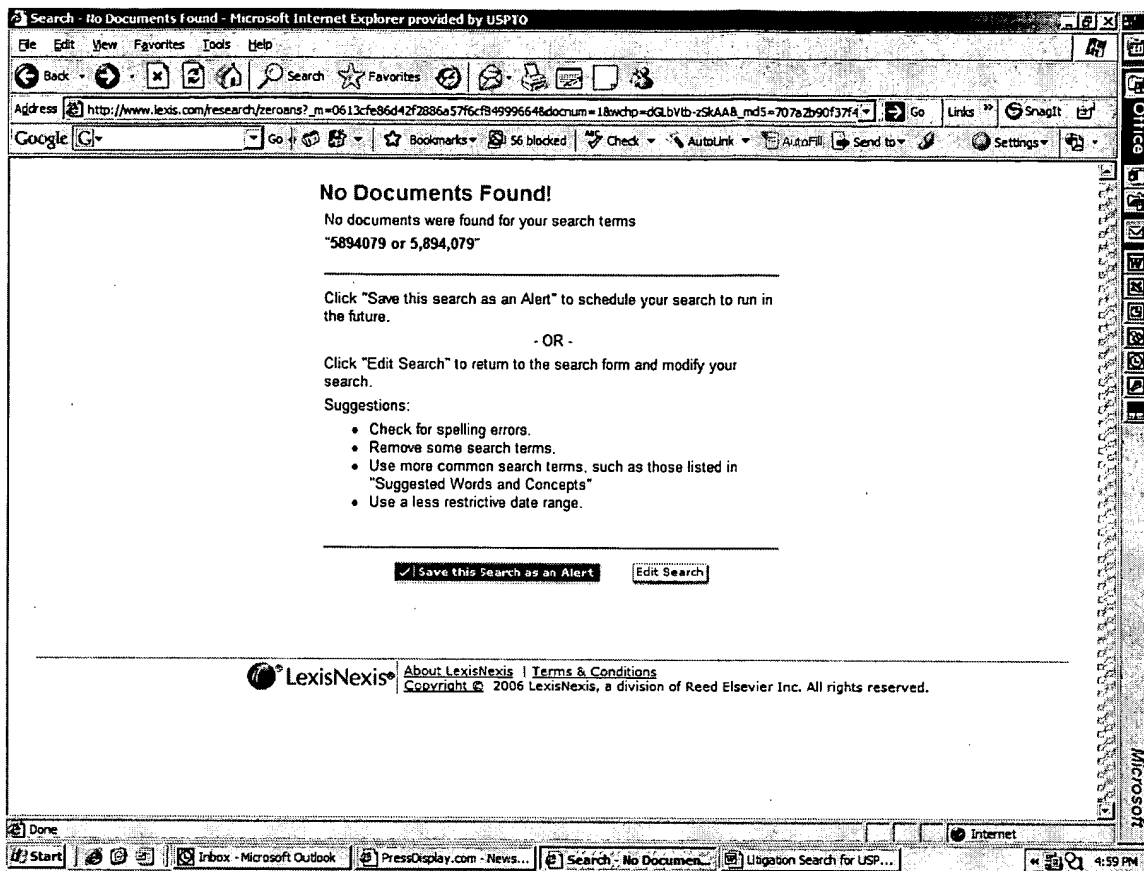 Search - No Documents Found - Microsoft Internet Explorer provided by USPTO
File Edit View Favorites Tools Help
Back Search Favorites
Address http://www.lexis.com/research/zeroans?_m=0613cfe86d42f2886a57f6cf84999664&docnum=1&wchp=dGLbVtb-zSkAA&_md5=707a2b90f37f4 Go Links » SnagIt
Google G Go Bookmarks 56 blocked Check AutoLink AutoFill Send to Settings
Office
No Documents Found!
No documents were found for your search terms
"5894079 or 5,894,079"
Click "Save this search as an Alert" to schedule your search to run in
the future.
- OR -
Click "Edit Search" to return to the search form and modify your
search.
Suggestions:
• Check for spelling errors.
• Remove some search terms.
• Use more common search terms, such as those listed in
"Suggested Words and Concepts"
• Use a less restrictive date range.
Save this Search as an Alert Edit Search
LexisNexis® About LexisNexis | Terms & Conditions
Copyright © 2006 LexisNexis, a division of Reed Elsevier Inc. All rights reserved.
Microsoft
Done Internet
Start Inbox - Microsoft Outlook PressDisplay.com - News... Search - No Documen... Litigation Search for USP... « 4:59 PM